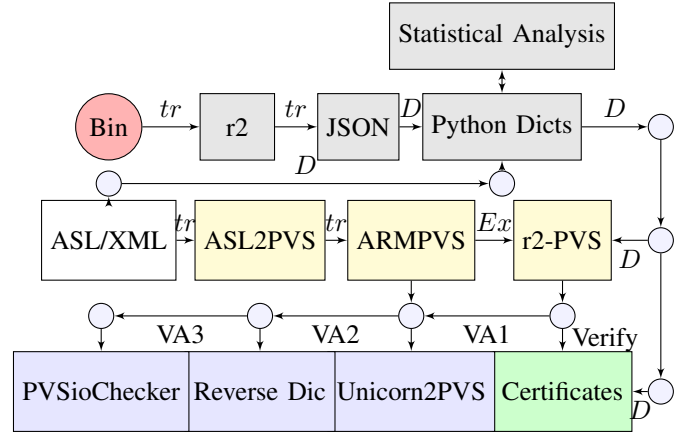 Statistical Analysis
Bin
tr
r2
tr
JSON
D
Python Dicts
D
D
ASL/XML
tr
ASL2PVS
tr
ARMPVS
Ex
r2-PVS
D
VA3
VA2
VA1
Verify
PVSioChecker
Reverse Dic
Unicorn2PVS
Certificates
D